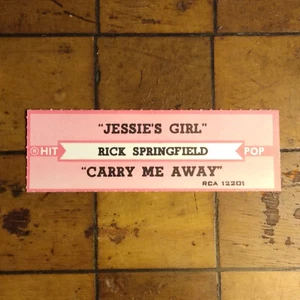 "JESSIE'S GIRL"
® HIT RICK SPRINGFIELD POP
"CARRY ME AWAY"
RCA 12201